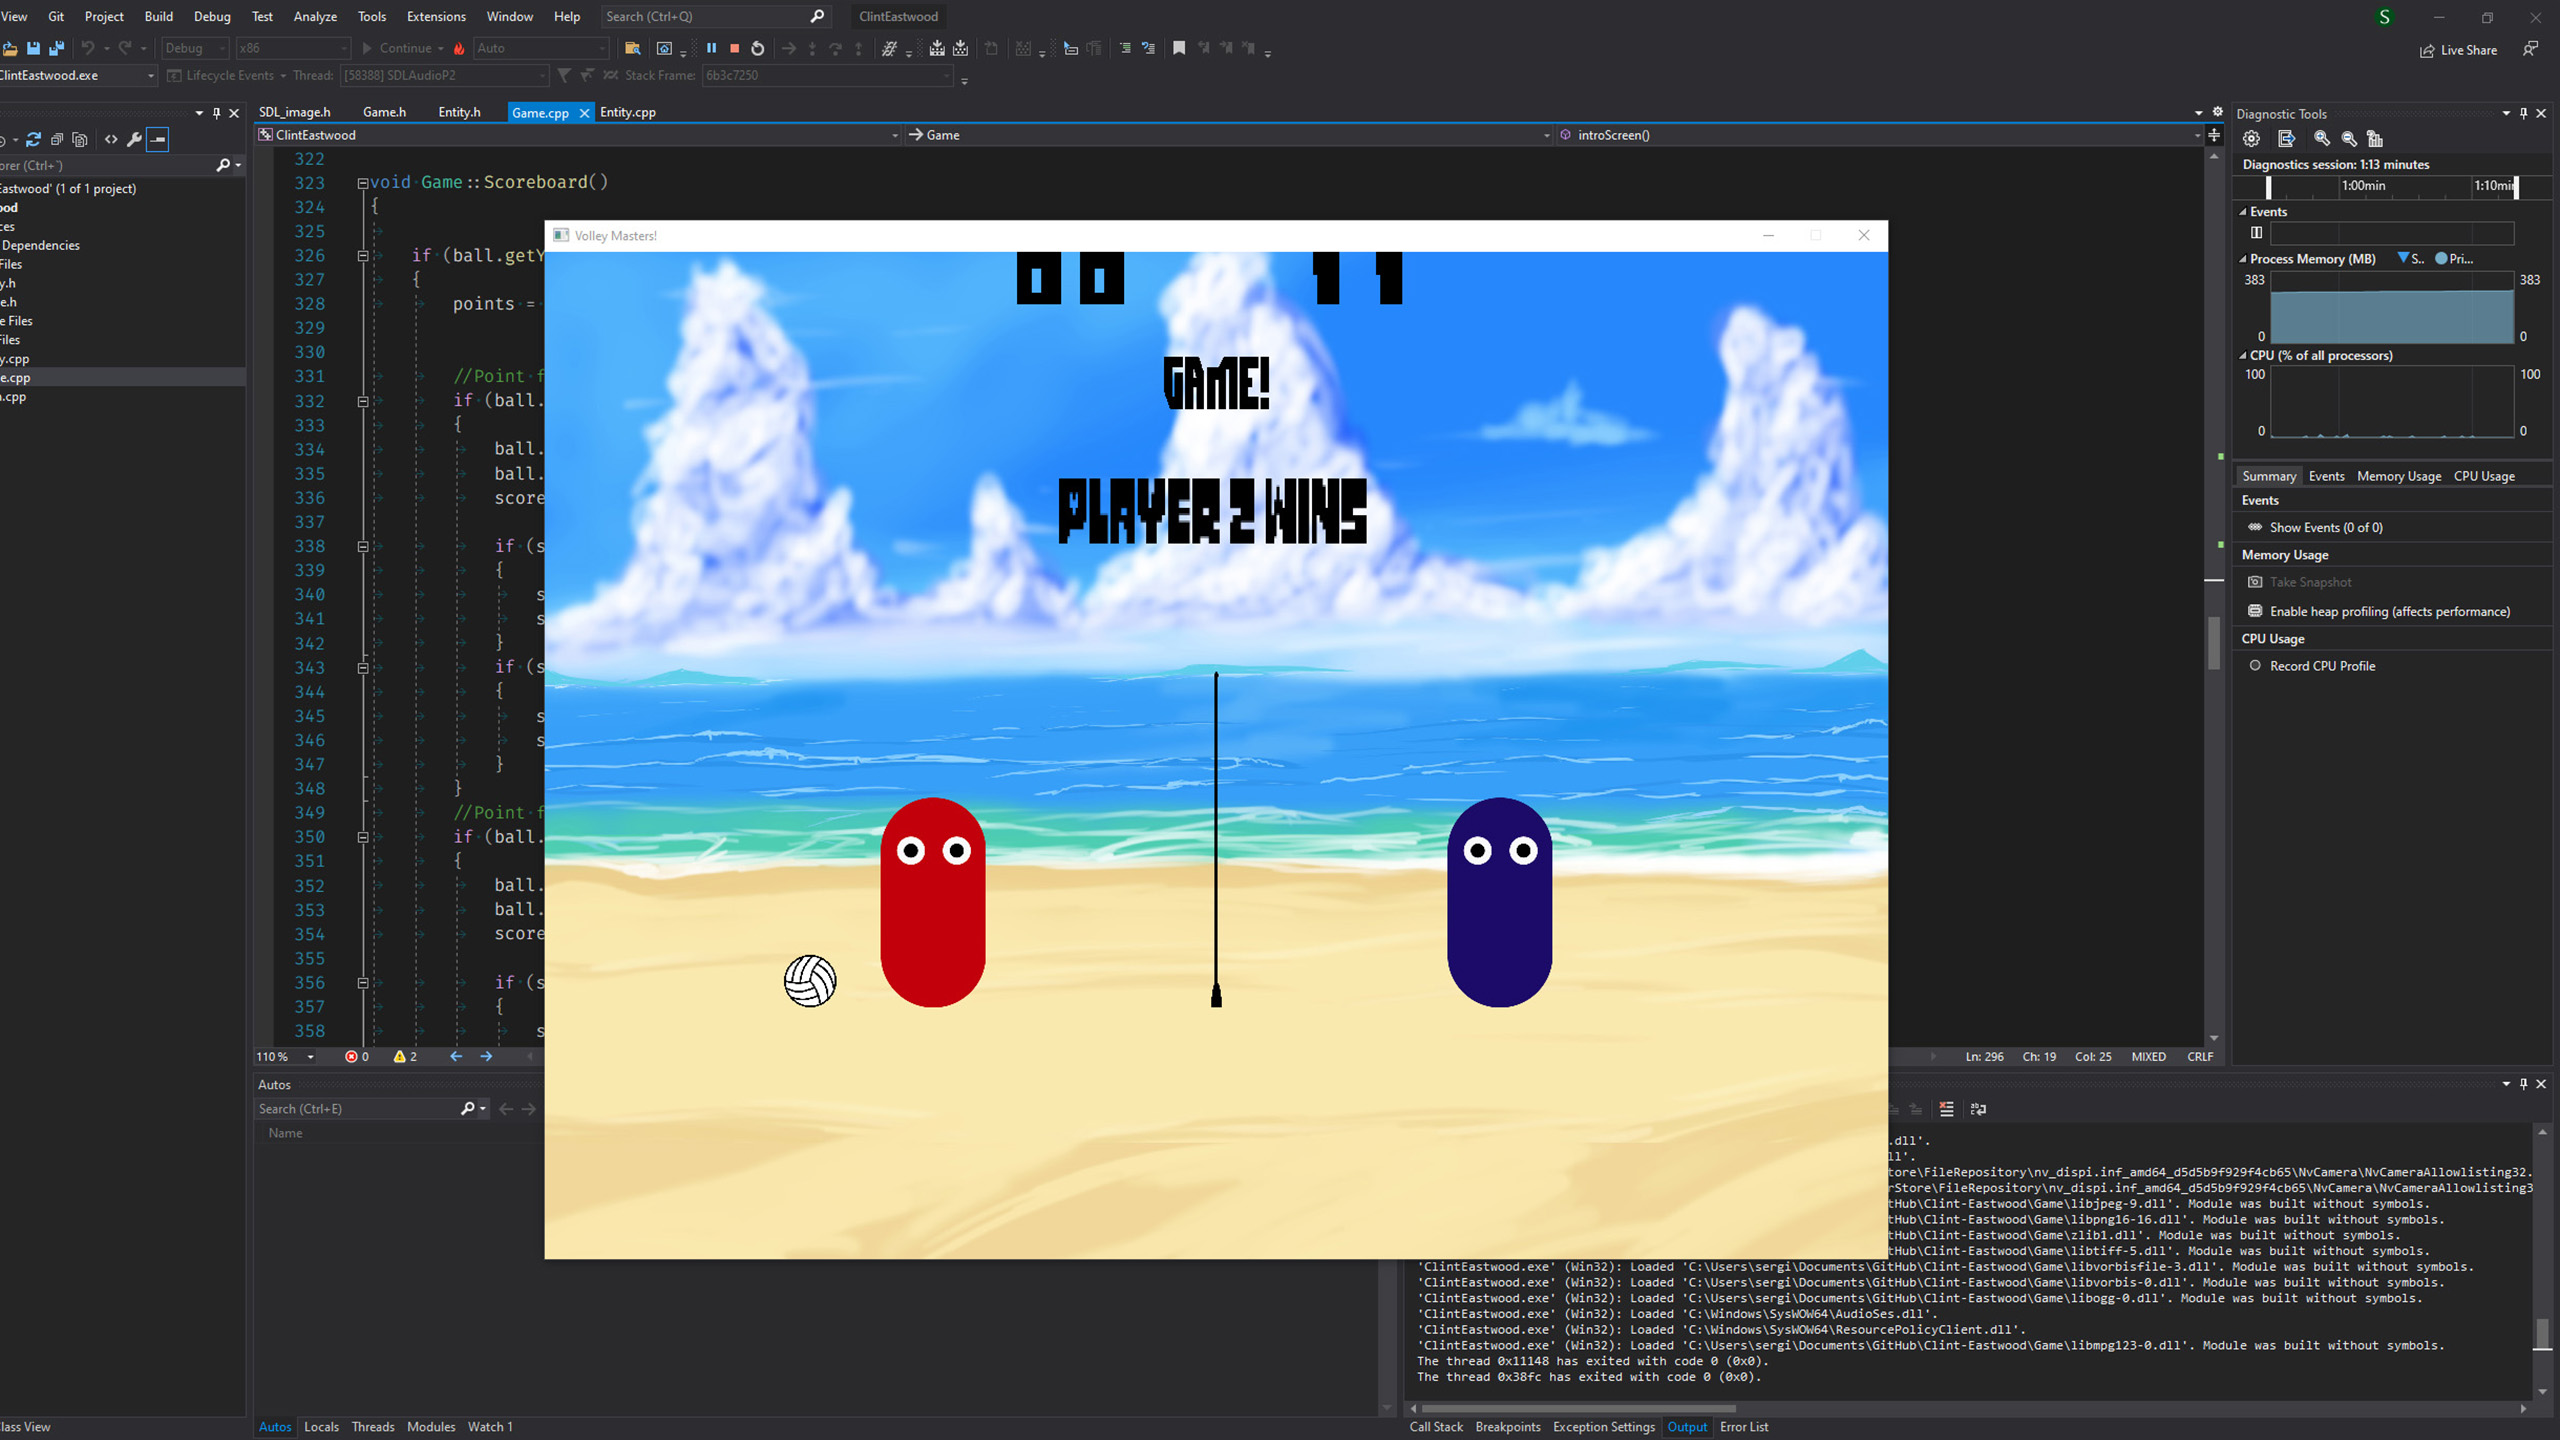 View Git Project Build Debug Test Analyze Tools Extensions Window Help Search (Ctrl+Q) ClintEastwood S
Debug x86 Continue Auto Live Share
ClintEastwood.exe Lifecycle Events Thread: [58388] SDLAudioP2 Stack Frame: 6b3c7250
SDL_image.h Game.h Entity.h Game.cpp Entity.cpp
ClintEastwood Game introScreen()
orer (Ctrl+¨)
Eastwood' (1 of 1 project)
ood
ces
Dependencies
Files
y.h
e.h
e Files
Files
y.cpp
e.cpp
n.cpp
lass View
322
323 void Game::Scoreboard()
324 {
325
326 if (ball.getY
327 {
328 points =
329
330
331 //Point f
332 if (ball.
333 {
334 ball.
335 ball.
336 score
337
338 if (s
339 {
340 s
341 s
342 }
343 if (s
344 {
345 s
346 s
347 }
348 }
349 //Point f
350 if (ball.
351 {
352 ball.
353 ball.
354 score
355
356 if (s
357 {
358 s
110 % 0 2 Ln: 296 Ch: 19 Col: 25 MIXED CRLF
Volley Masters!
00 11
GAME!
PLAYER 2 WINS
Diagnostic Tools
Diagnostics session: 1:13 minutes
1:00min 1:10min
Events
Process Memory (MB) S.. Pri...
383 383
0 0
CPU (% of all processors)
100 100
0 0
Summary Events Memory Usage CPU Usage
Events
Show Events (0 of 0)
Memory Usage
Take Snapshot
Enable heap profiling (affects performance)
CPU Usage
Record CPU Profile
Autos
Search (Ctrl+E)
Name
Autos Locals Threads Modules Watch 1
.dll'.
ll'.
tore\FileRepository\nv_dispi.inf_amd64_d5d5b9f929f4cb65\NvCamera\NvCameraAllowlisting32.
rStore\FileRepository\nv_dispi.inf_amd64_d5d5b9f929f4cb65\NvCamera\NvCameraAllowlisting3
tHub\Clint-Eastwood\Game\libjpeg-9.dll'. Module was built without symbols.
tHub\Clint-Eastwood\Game\libpng16-16.dll'. Module was built without symbols.
tHub\Clint-Eastwood\Game\zlib1.dll'. Module was built without symbols.
tHub\Clint-Eastwood\Game\libtiff-5.dll'. Module was built without symbols.
'ClintEastwood.exe' (Win32): Loaded 'C:\Users\sergi\Documents\GitHub\Clint-Eastwood\Game\libvorbisfile-3.dll'. Module was built without symbols.
'ClintEastwood.exe' (Win32): Loaded 'C:\Users\sergi\Documents\GitHub\Clint-Eastwood\Game\libvorbis-0.dll'. Module was built without symbols.
'ClintEastwood.exe' (Win32): Loaded 'C:\Users\sergi\Documents\GitHub\Clint-Eastwood\Game\libogg-0.dll'. Module was built without symbols.
'ClintEastwood.exe' (Win32): Loaded 'C:\Windows\SysWOW64\AudioSes.dll'.
'ClintEastwood.exe' (Win32): Loaded 'C:\Windows\SysWOW64\ResourcePolicyClient.dll'.
'ClintEastwood.exe' (Win32): Loaded 'C:\Users\sergi\Documents\GitHub\Clint-Eastwood\Game\libmpg123-0.dll'. Module was built without symbols.
The thread 0x11148 has exited with code 0 (0x0).
The thread 0x38fc has exited with code 0 (0x0).
Call Stack Breakpoints Exception Settings Output Error List